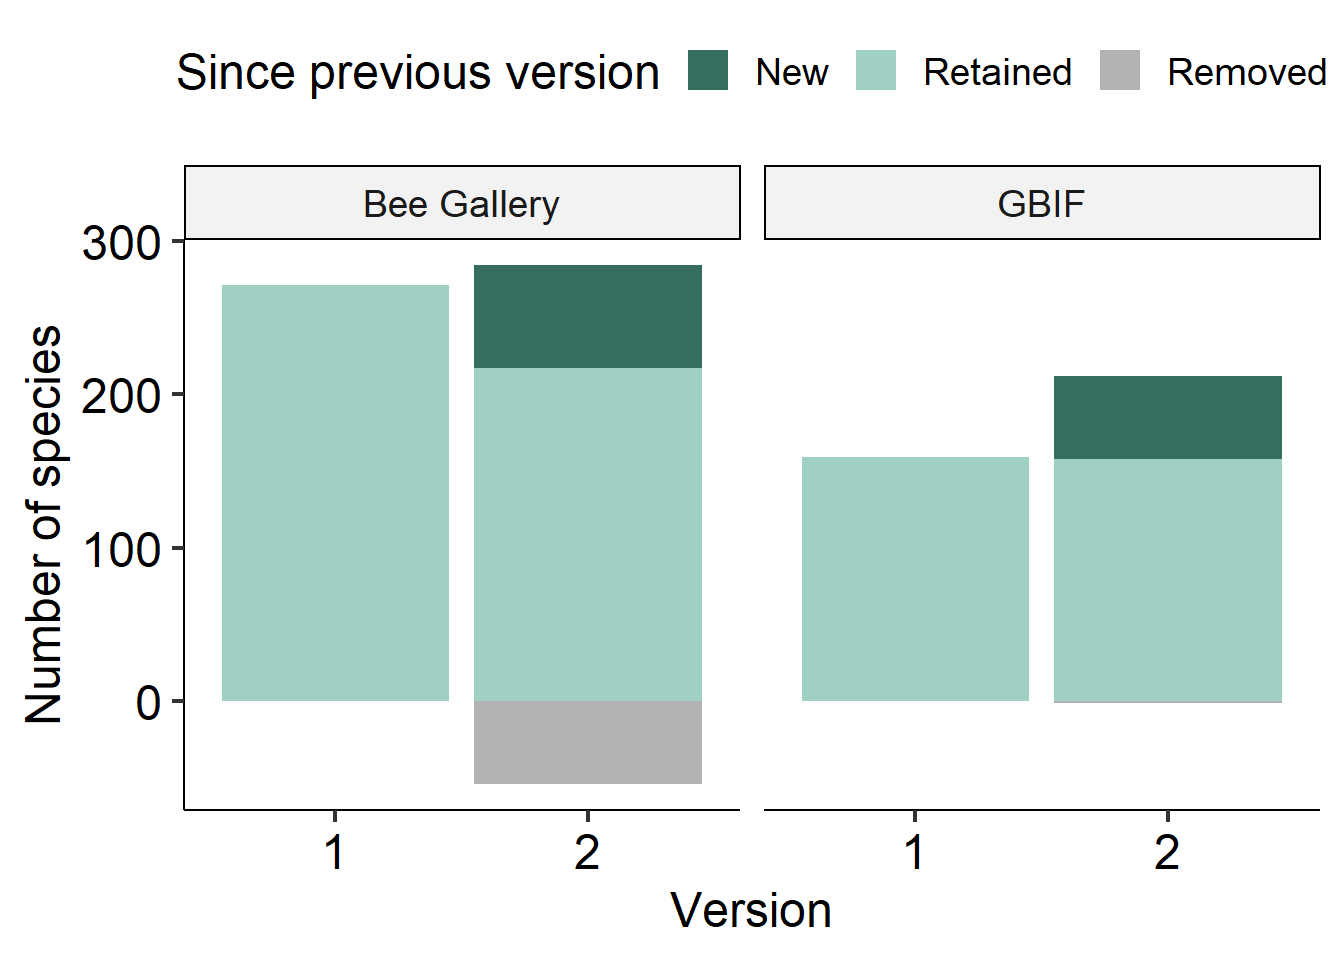 Since previous version New Retained Removed
Bee Gallery GBIF
300
200
100
0
Number of species
1 2 1 2
Version